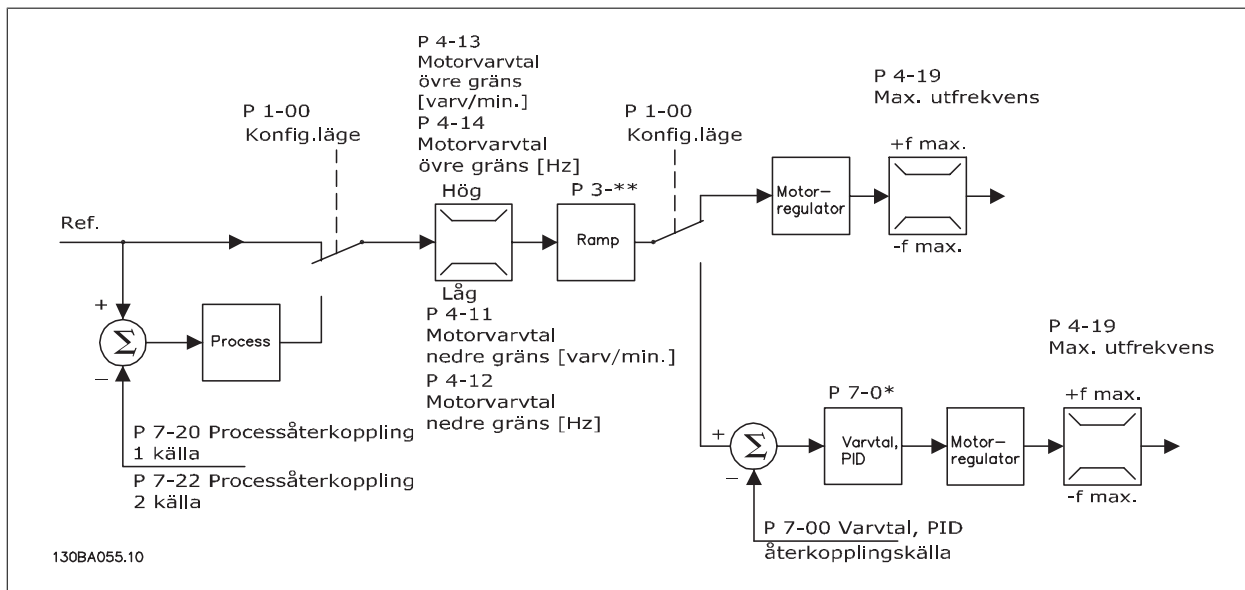 P 4-13
Motorvarvtal
övre gräns
[varv/min.]
P 4-14
Motorvarvtal
övre gräns [Hz]
P 1-00
Konfig.läge
P 1-00
Konfig.läge
P 4-19
Max. utfrekvens
+f max.
-f max.
Hög
Låg
P 3-**
Ramp
Motor-
regulator
Ref.
+
Σ
−
Process
P 4-11
Motorvarvtal
nedre gräns [varv/min.]
P 4-12
Motorvarvtal
nedre gräns [Hz]
P 7-20 Processåterkoppling
1 källa
P 7-22 Processåterkoppling
2 källa
P 4-19
Max. utfrekvens
+f max.
-f max.
P 7-0*
+
Σ
−
Varvtal,
PID
Motor-
regulator
P 7-00 Varvtal, PID
återkopplingskälla
130BA055.10